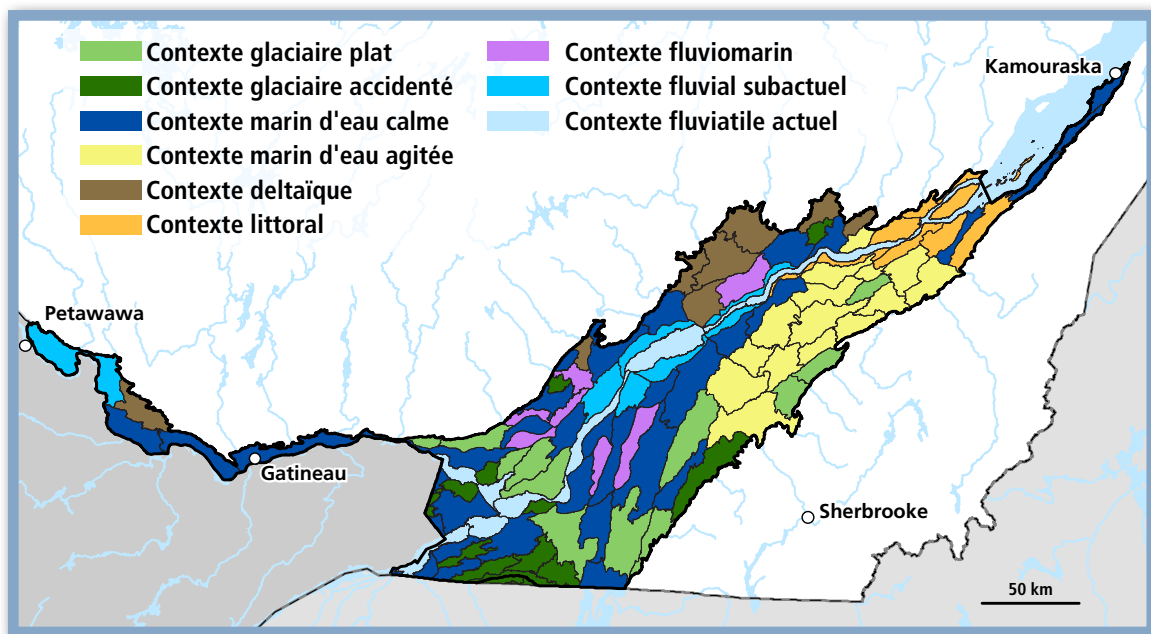 Contexte glaciaire plat
Contexte glaciaire accidenté
Contexte marin d'eau calme
Contexte marin d'eau agitée
Contexte deltaïque
Contexte littoral
Contexte fluviomarin
Contexte fluvial subactuel
Contexte fluviatile actuel
Kamouraska
Petawawa
Gatineau
Sherbrooke
50 km